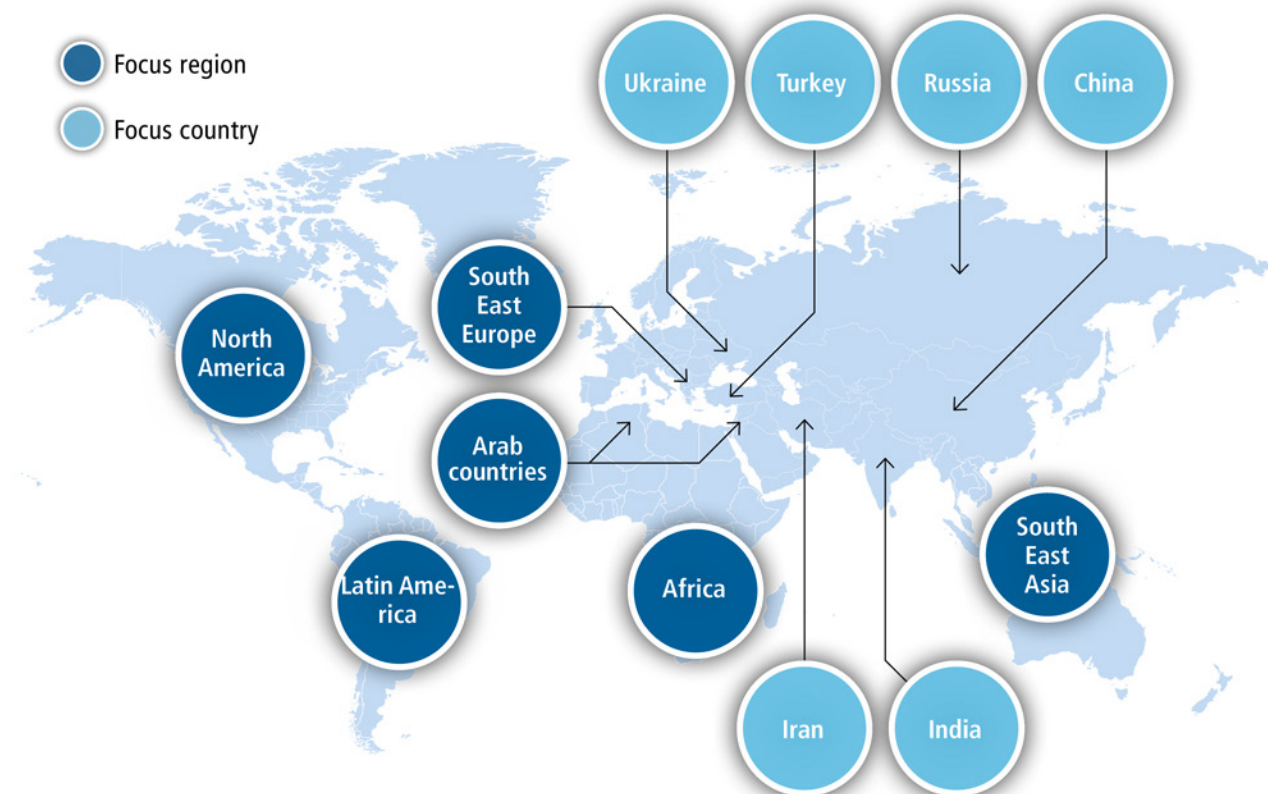 Focus region
Focus country
Ukraine
Turkey
Russia
China
South
East
Europe
North
America
Arab
countries
Latin Ame-
rica
Africa
South
East
Asia
Iran
India